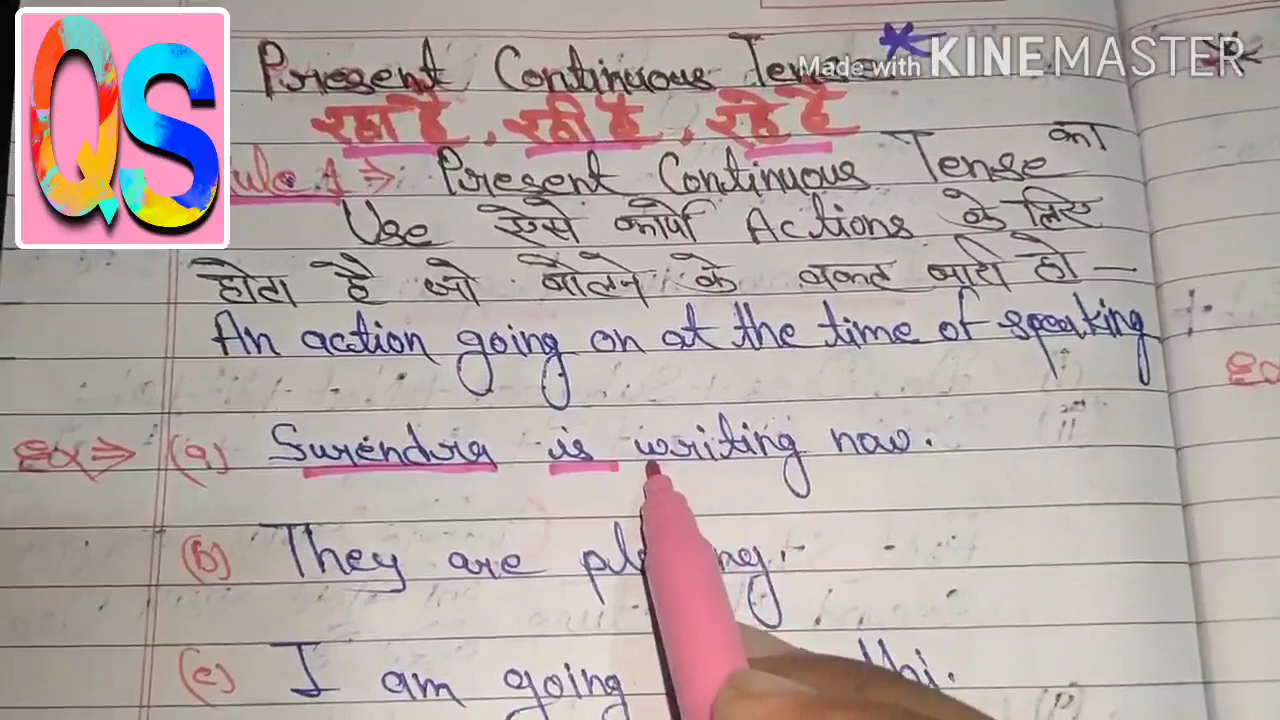 Present Continuous Tense
Made with KINEMASTER
QS
रहा है, रही है, रहे है
Rule 1 ⇒ Present Continuous Tense का
Use ऐसे कार्यो Actions के लिए
होता है जो बोलने के वक्त जारी हो —
An action going on at the time of speaking
Ex ⇒ (a) Surendra is writing now.
(b) They are
(c) I am going